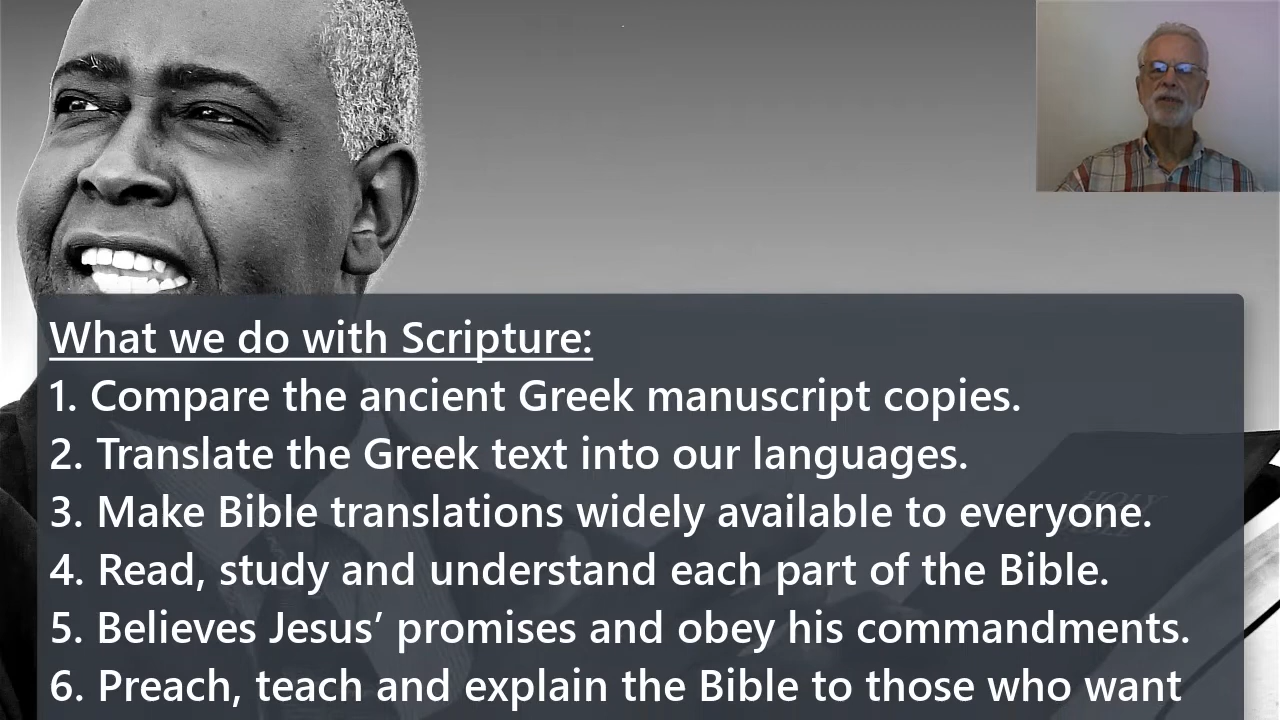 What we do with Scripture:
1. Compare the ancient Greek manuscript copies.
2. Translate the Greek text into our languages.
3. Make Bible translations widely available to everyone.
4. Read, study and understand each part of the Bible.
5. Believes Jesus’ promises and obey his commandments.
6. Preach, teach and explain the Bible to those who want
HOLY